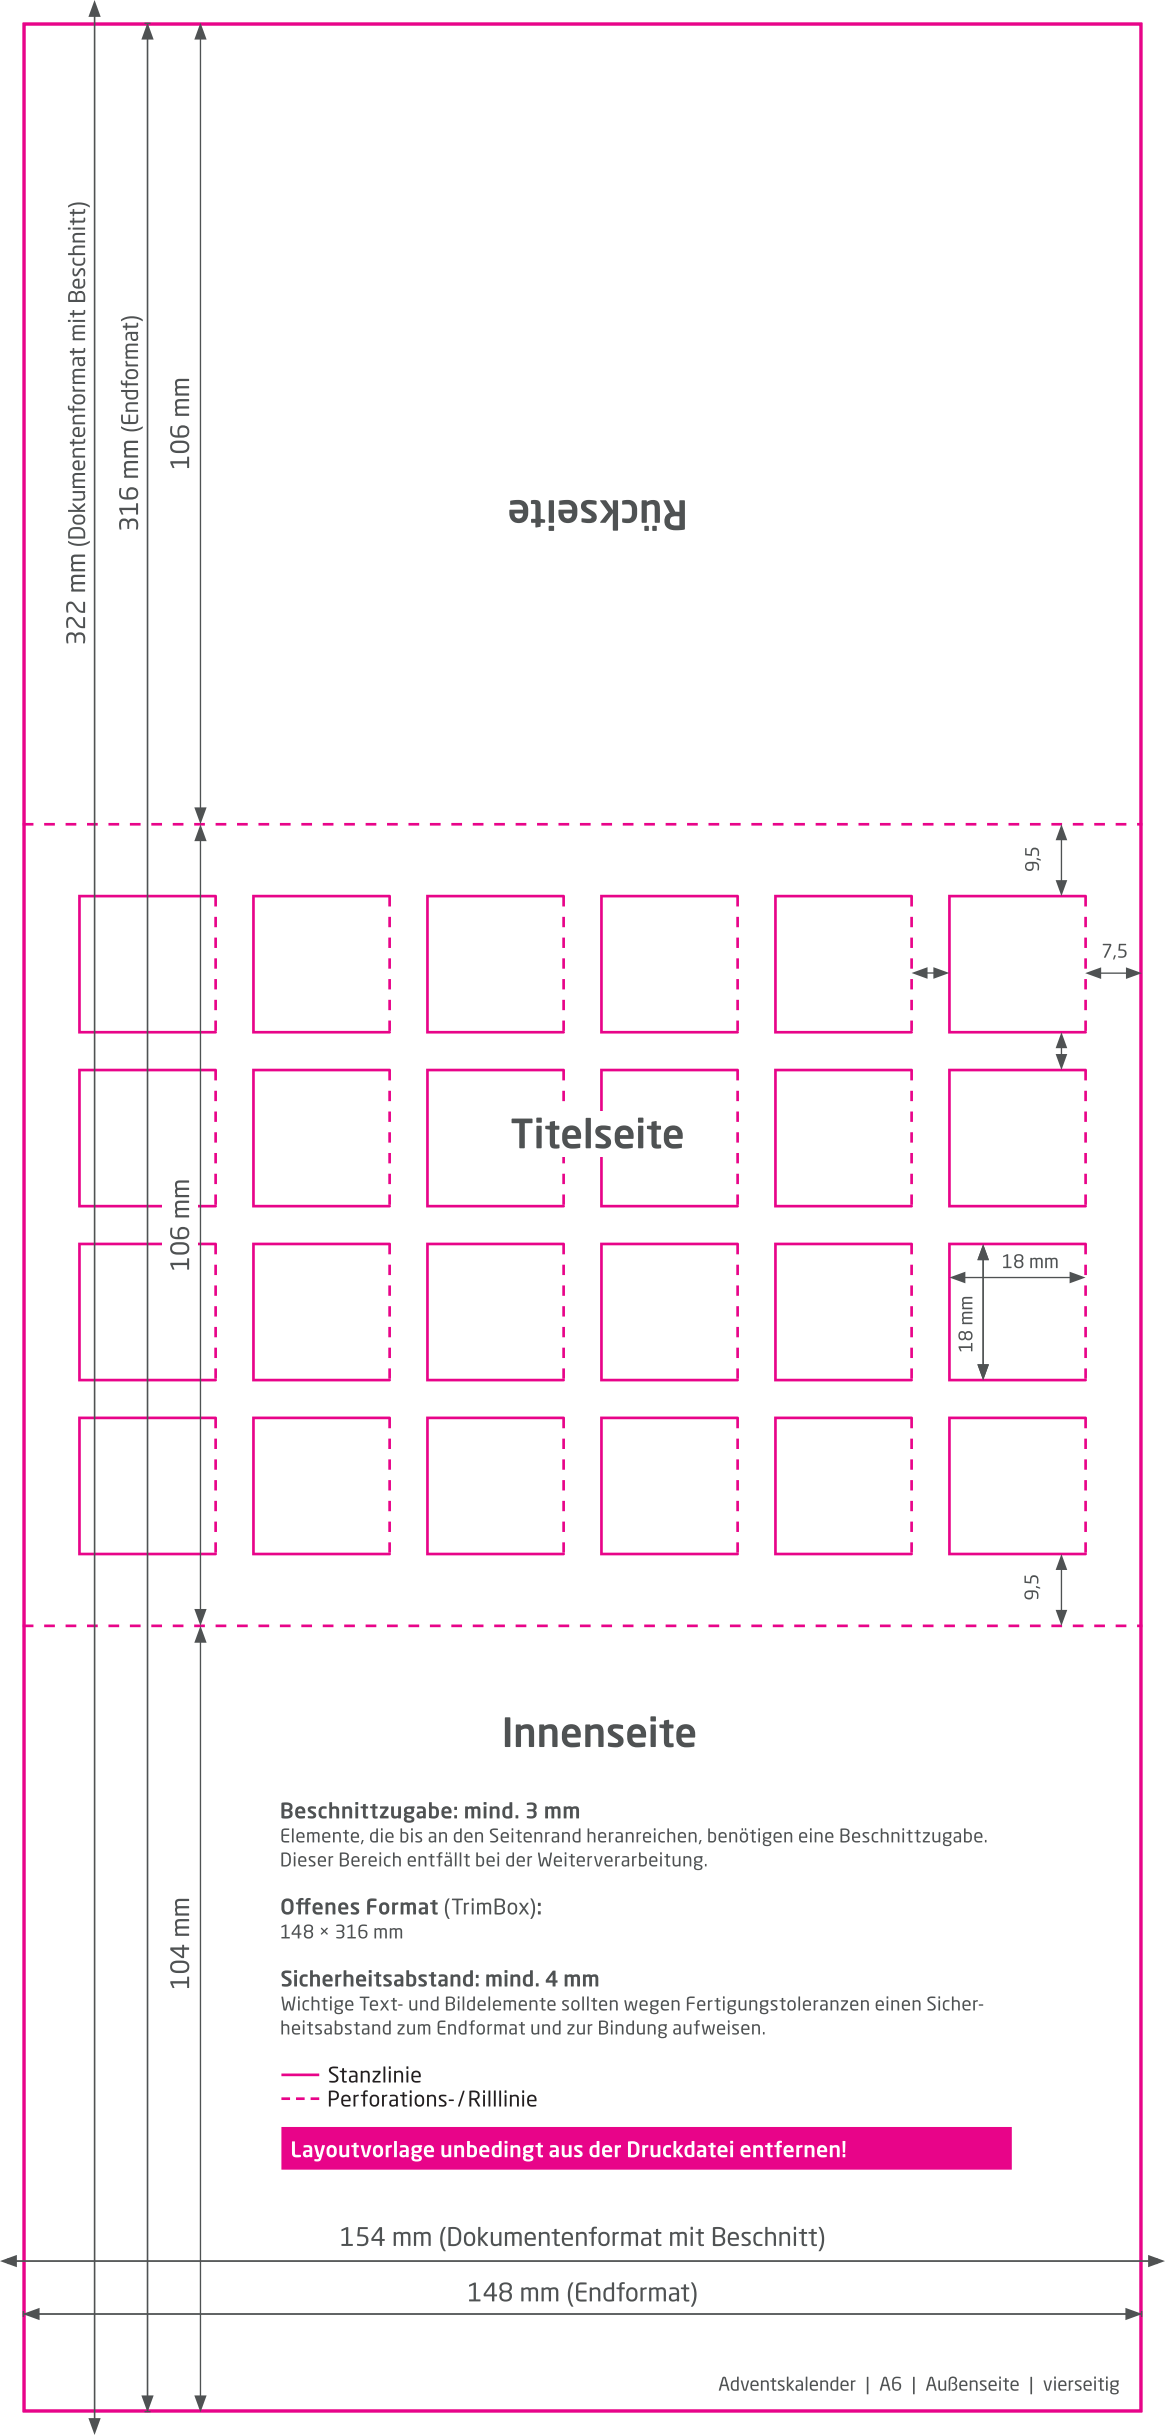 322 mm (Dokumentenformat mit Beschnitt)
316 mm (Endformat)
106 mm
Rückseite
9,5
7,5
Titelseite
106 mm
18 mm
18 mm
9,5
Innenseite
Beschnittzugabe: mind. 3 mm
Elemente, die bis an den Seitenrand heranreichen, benötigen eine Beschnittzugabe.
Dieser Bereich entfällt bei der Weiterverarbeitung.
Offenes Format (TrimBox):
148 × 316 mm
104 mm
Sicherheitsabstand: mind. 4 mm
Wichtige Text- und Bildelemente sollten wegen Fertigungstoleranzen einen Sicher-
heitsabstand zum Endformat und zur Bindung aufweisen.
Stanzlinie
Perforations-/Rilllinie
Layoutvorlage unbedingt aus der Druckdatei entfernen!
154 mm (Dokumentenformat mit Beschnitt)
148 mm (Endformat)
Adventskalender | A6 | Außenseite | vierseitig